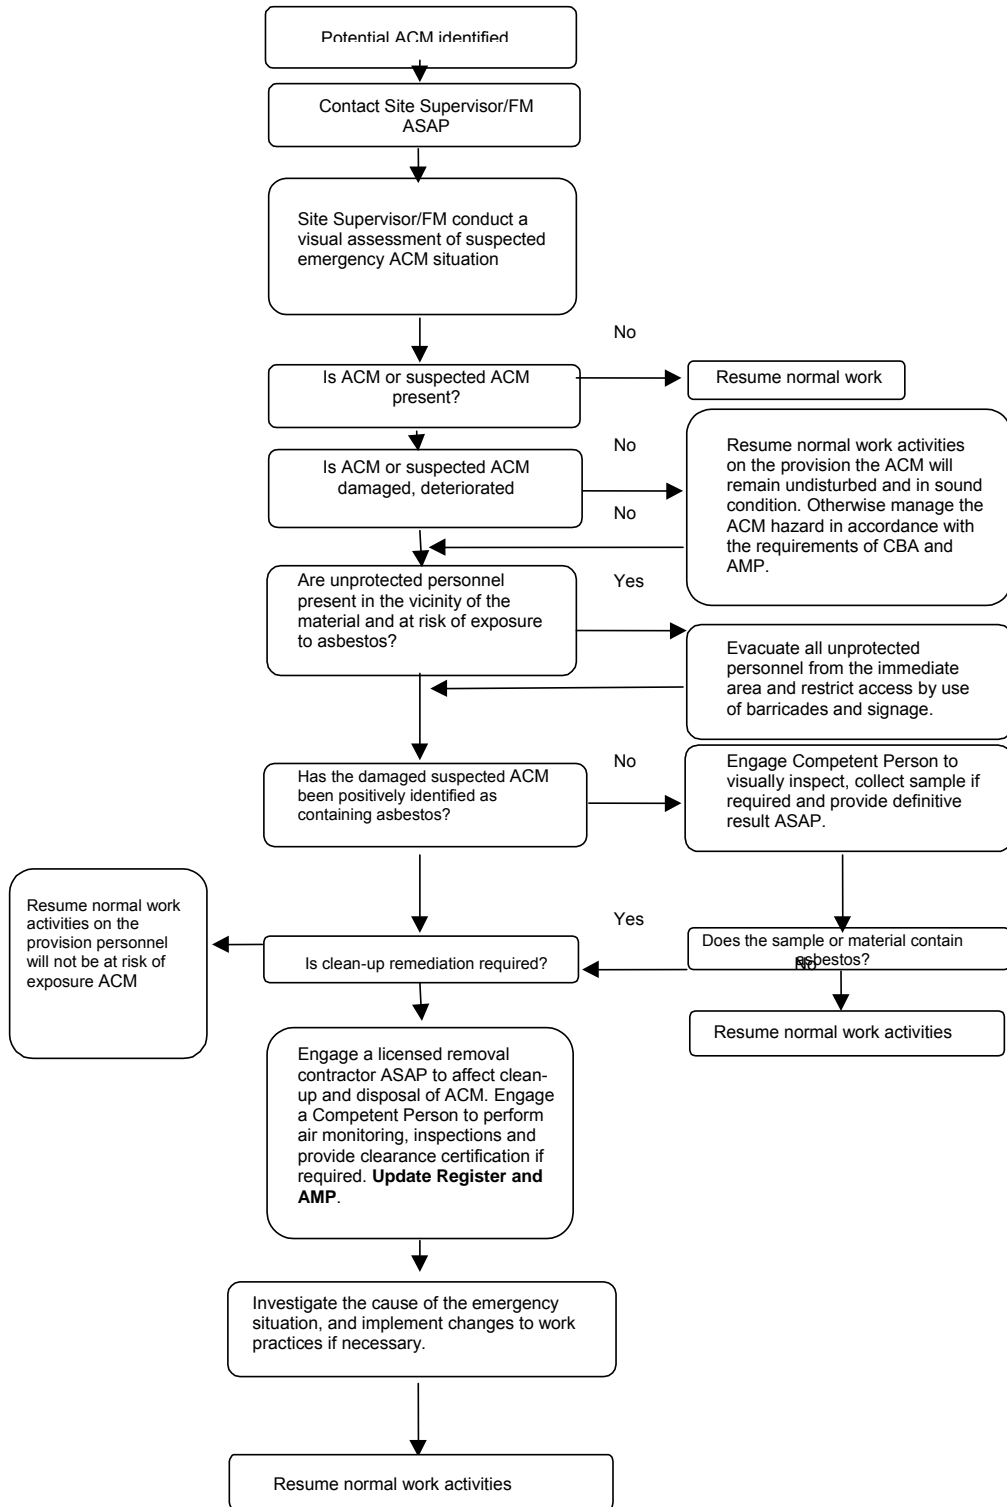 Potential ACM identified
Contact Site Supervisor/FM
ASAP
Site Supervisor/FM conduct a
visual assessment of suspected
emergency ACM situation
No
Is ACM or suspected ACM
present?
Resume normal work
No
Is ACM or suspected ACM
damaged, deteriorated
Resume normal work activities
on the provision the ACM will
remain undisturbed and in sound
condition. Otherwise manage the
ACM hazard in accordance with
the requirements of CBA and
AMP.
No
Yes
Are unprotected personnel
present in the vicinity of the
material and at risk of exposure
to asbestos?
Evacuate all unprotected
personnel from the immediate
area and restrict access by use
of barricades and signage.
No
Has the damaged suspected ACM
been positively identified as
containing asbestos?
Engage Competent Person to
visually inspect, collect sample if
required and provide definitive
result ASAP.
Resume normal work
activities on the
provision personnel
will not be at risk of
exposure ACM
Yes
Is clean-up remediation required?
Does the sample or material contain
asbestos?
No
Resume normal work activities
Engage a licensed removal
contractor ASAP to affect clean-
up and disposal of ACM. Engage
a Competent Person to perform
air monitoring, inspections and
provide clearance certification if
required. Update Register and
AMP.
Investigate the cause of the emergency
situation, and implement changes to work
practices if necessary.
Resume normal work activities